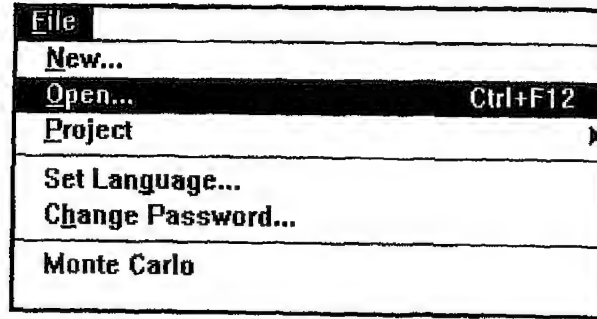 File
New...
Open... Ctrl+F12
Project
Set Language...
Change Password...
Monte Carlo